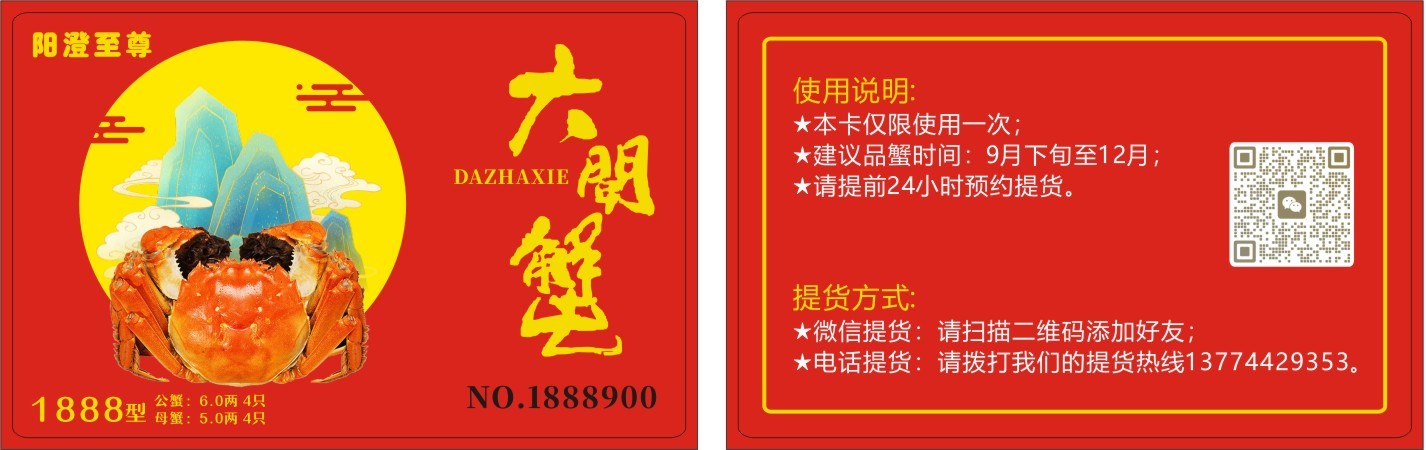 阳澄至尊
大閘蟹
DAZHAXIE
NO.1888900
1888型
公蟹：6.0两 4只
母蟹：5.0两 4只
使用说明:
★本卡仅限使用一次；
★建议品蟹时间：9月下旬至12月；
★请提前24小时预约提货。
提货方式:
★微信提货：请扫描二维码添加好友；
★电话提货：请拨打我们的提货热线13774429353。